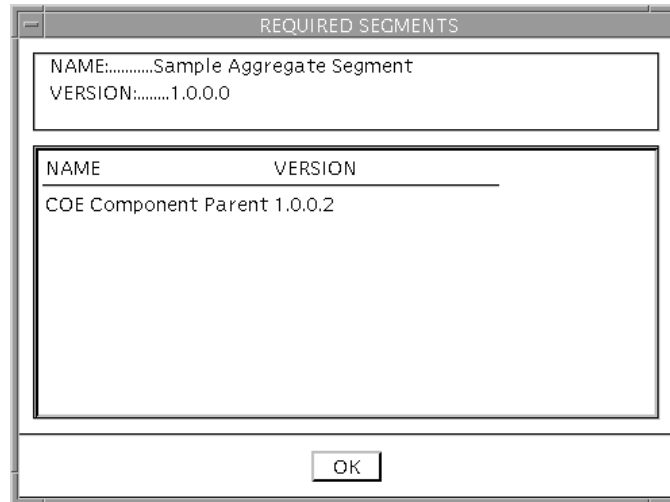 REQUIRED SEGMENTS
NAME:..........Sample Aggregate Segment
VERSION:........1.0.0.0
NAME VERSION
COE Component Parent 1.0.0.2
OK